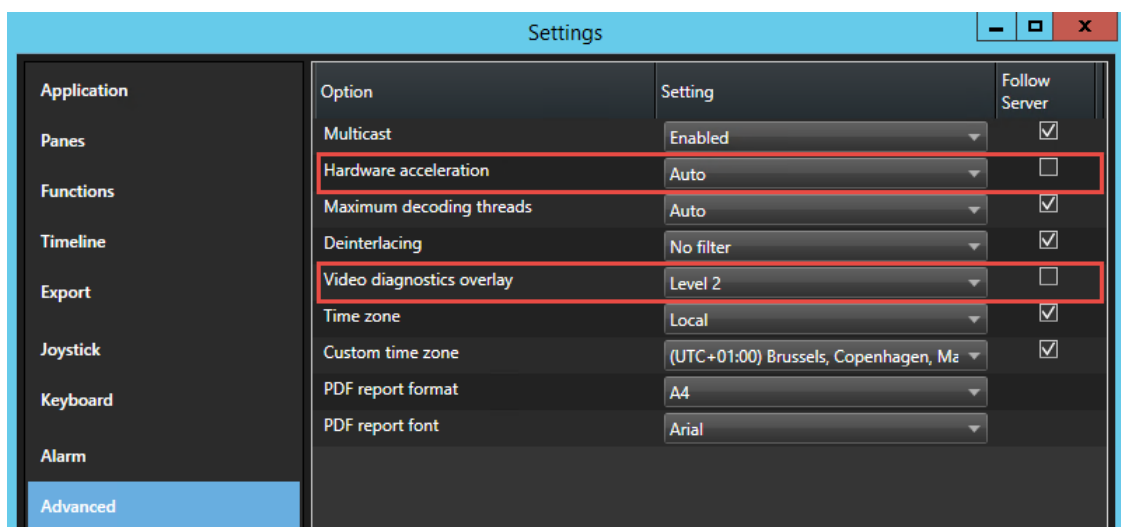 Settings
Application
Panes
Functions
Timeline
Export
Joystick
Keyboard
Alarm
Advanced
Option Setting Follow
Server
Multicast Enabled
Hardware acceleration Auto
Maximum decoding threads Auto
Deinterlacing No filter
Video diagnostics overlay Level 2
Time zone Local
Custom time zone (UTC+01:00) Brussels, Copenhagen, Ma
PDF report format A4
PDF report font Arial